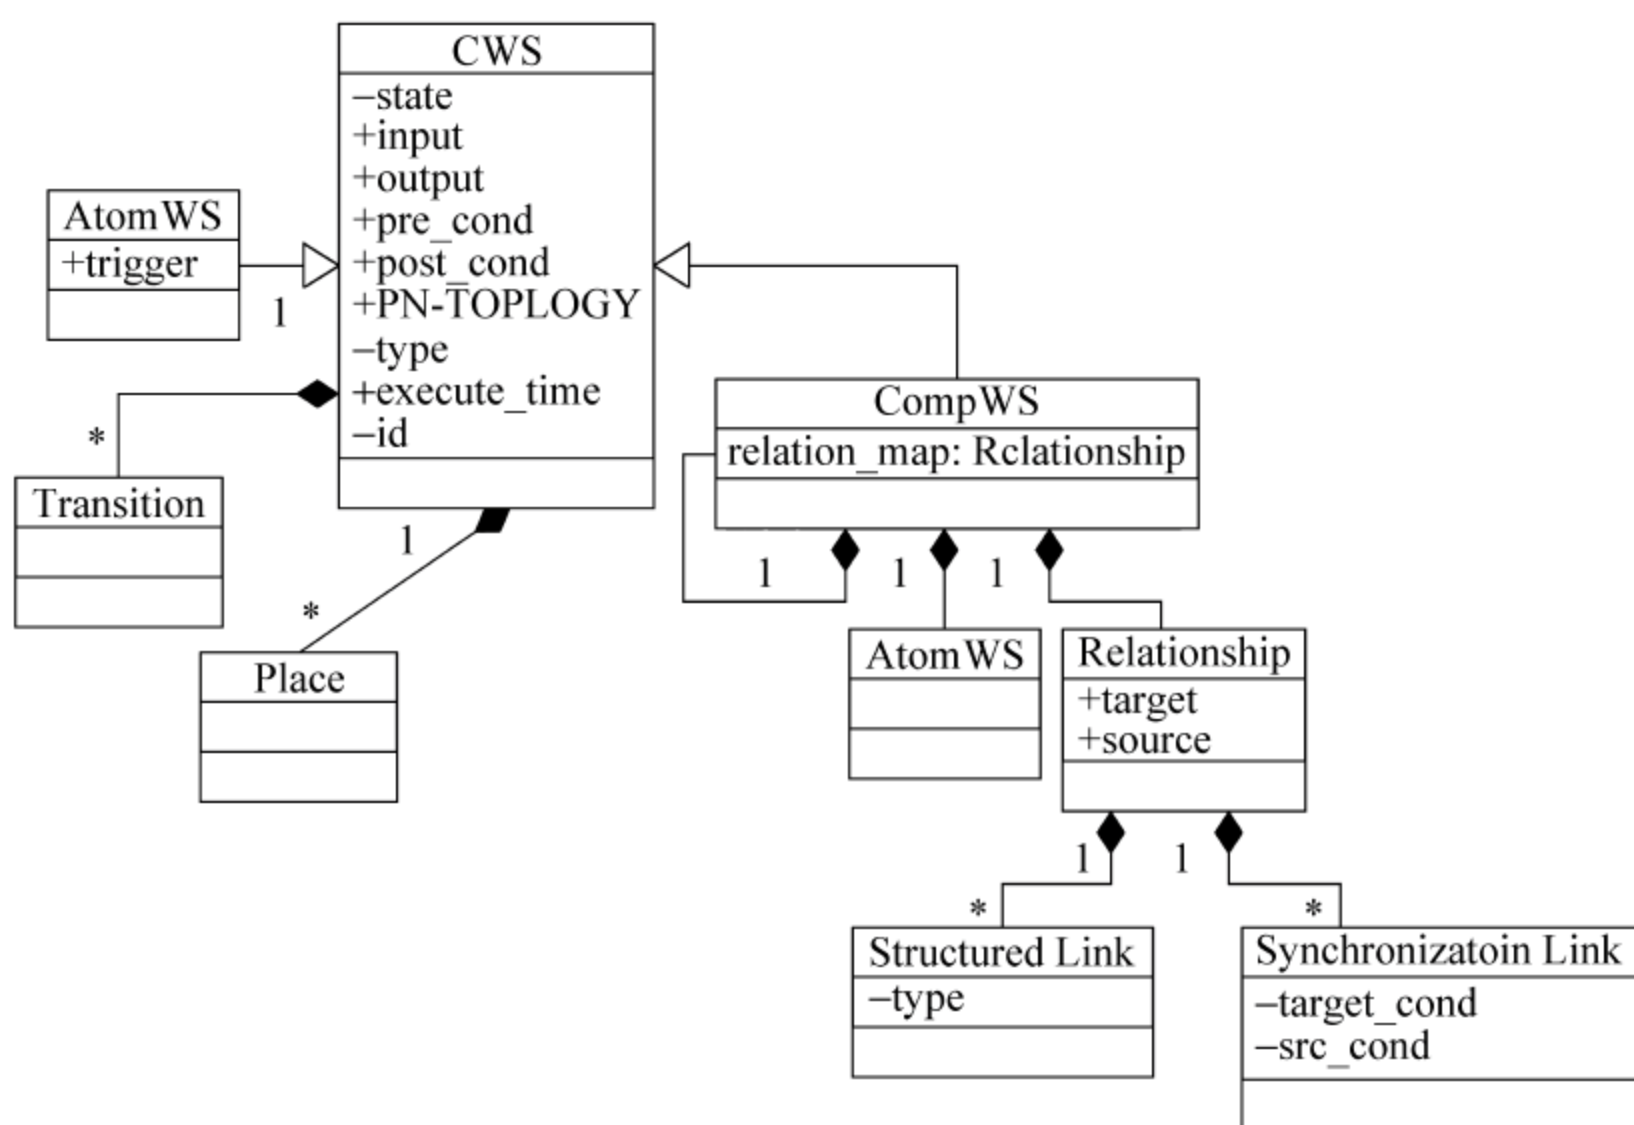 CWS
–state
+input
+output
+pre_cond
+post_cond
+PN-TOPLOGY
–type
+execute_time
–id
AtomWS
+trigger
1
*
Transition
1
*
Place
CompWS
relation_map: Rclationship
1
1
1
AtomWS
Relationship
+target
+source
1
1
*
*
Structured Link
–type
Synchronizatoin Link
–target_cond
–src_cond